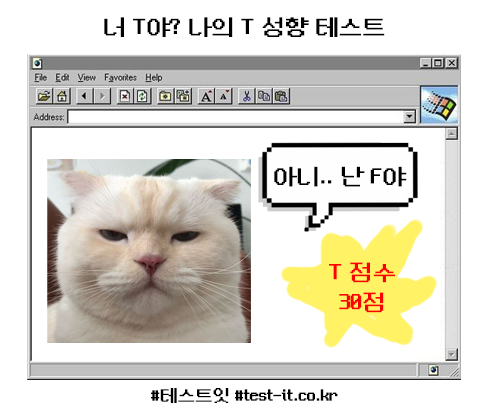 너 T야? 나의 T 성향 테스트
File Edit View Favorites Help
Address:
아니.. 난 F야
T 점수
30점
#테스트잇 #test-it.co.kr